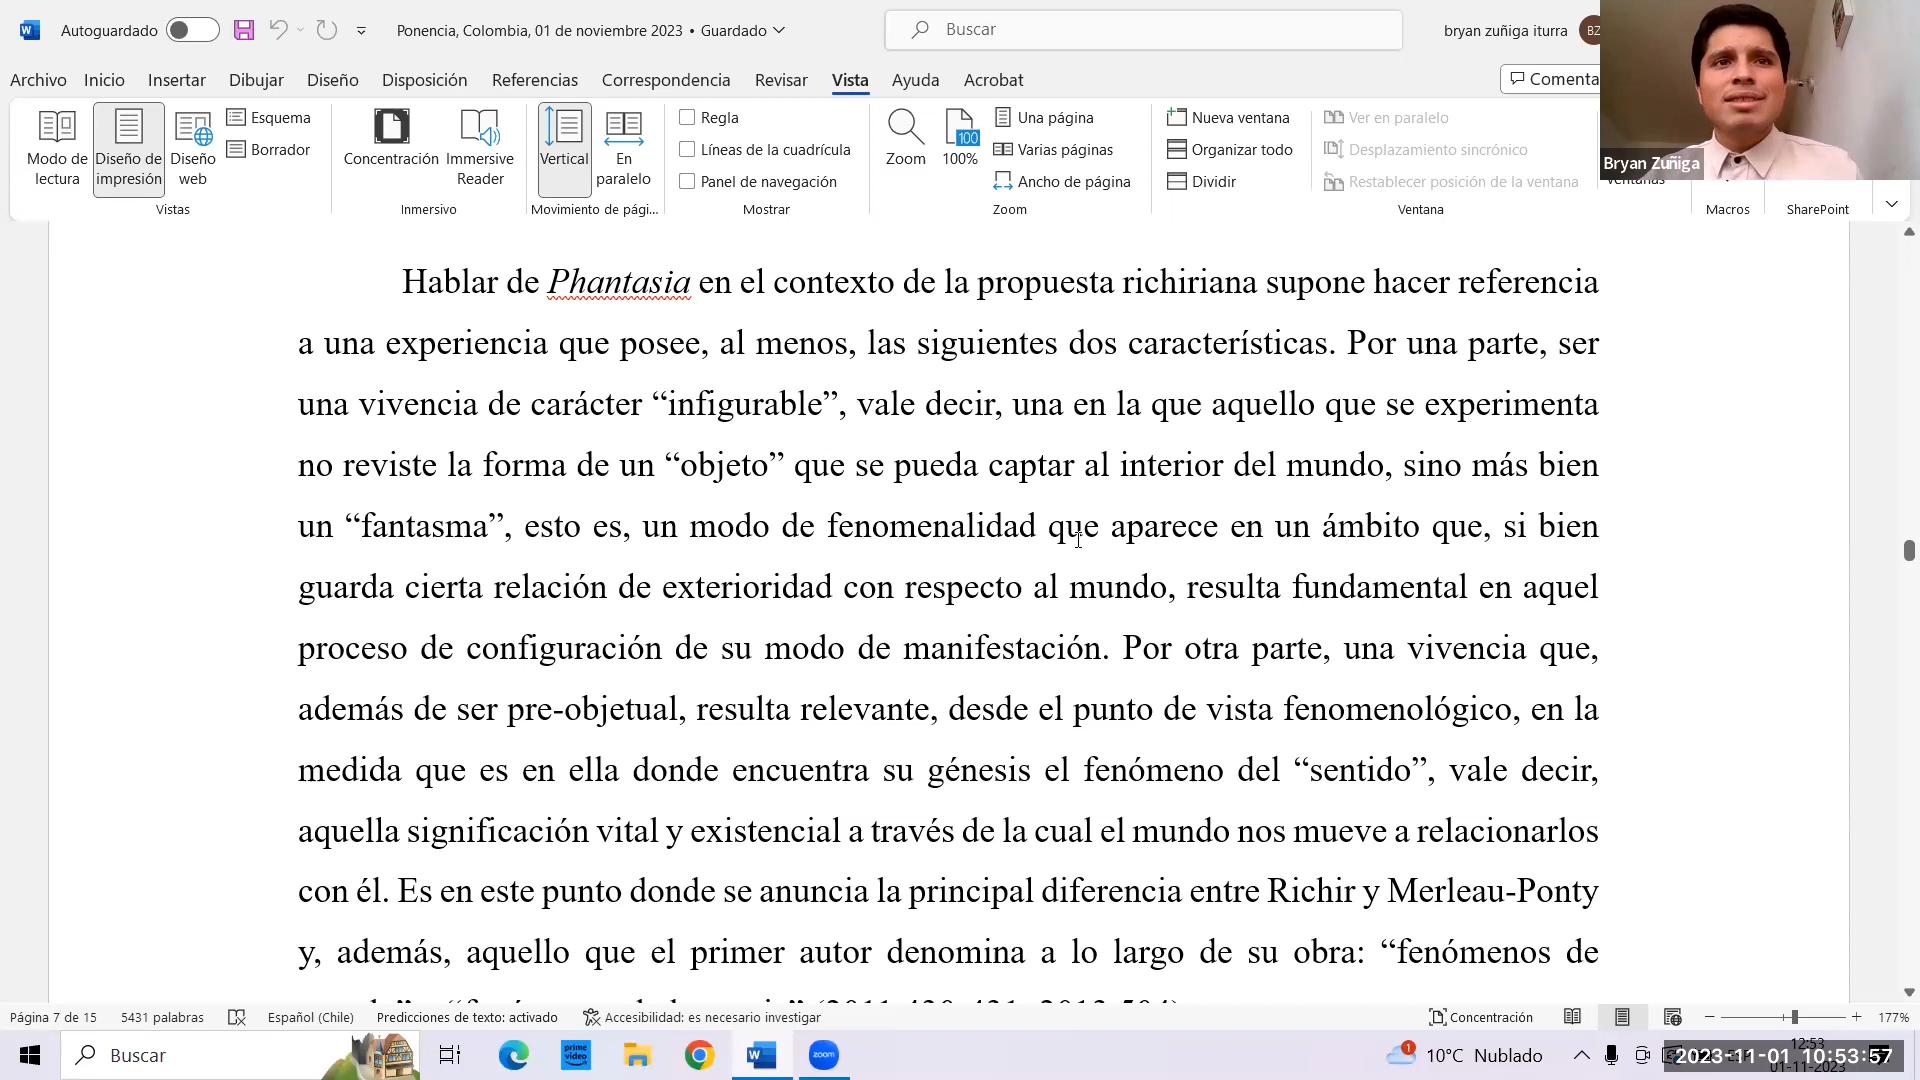 Autoguardado
Ponencia, Colombia, 01 de noviembre 2023 • Guardado
Buscar
bryan zuñiga iturra
BZ
Archivo Inicio Insertar Dibujar Diseño Disposición Referencias Correspondencia Revisar Vista Ayuda Acrobat
Modo de lectura
Diseño de impresión
Diseño web
Esquema
Borrador
Vistas
Concentración
Immersive Reader
Inmersivo
Vertical
En paralelo
Movimiento de pági...
Regla
Líneas de la cuadrícula
Panel de navegación
Mostrar
Zoom
100
100%
Una página
Varias páginas
Ancho de página
Zoom
Nueva ventana
Organizar todo
Dividir
Ver en paralelo
Desplazamiento sincrónico
Restablecer posición de la ventana
Ventana
Macros
SharePoint
Bryan Zuñiga
Hablar de Phantasia en el contexto de la propuesta richiriana supone hacer referencia
a una experiencia que posee, al menos, las siguientes dos características. Por una parte, ser
una vivencia de carácter “infigurable”, vale decir, una en la que aquello que se experimenta
no reviste la forma de un “objeto” que se pueda captar al interior del mundo, sino más bien
un “fantasma”, esto es, un modo de fenomenalidad que aparece en un ámbito que, si bien
guarda cierta relación de exterioridad con respecto al mundo, resulta fundamental en aquel
proceso de configuración de su modo de manifestación. Por otra parte, una vivencia que,
además de ser pre-objetual, resulta relevante, desde el punto de vista fenomenológico, en la
medida que es en ella donde encuentra su génesis el fenómeno del “sentido”, vale decir,
aquella significación vital y existencial a través de la cual el mundo nos mueve a relacionarlos
con él. Es en este punto donde se anuncia la principal diferencia entre Richir y Merleau-Ponty
y, además, aquello que el primer autor denomina a lo largo de su obra: “fenómenos de
Página 7 de 15
5431 palabras
Español (Chile)
Predicciones de texto: activado
Accesibilidad: es necesario investigar
Concentración
177%
Buscar
prime video
zoom
1
10°C Nublado
12:53
2023-11-01 10:53:57
01-11-2023